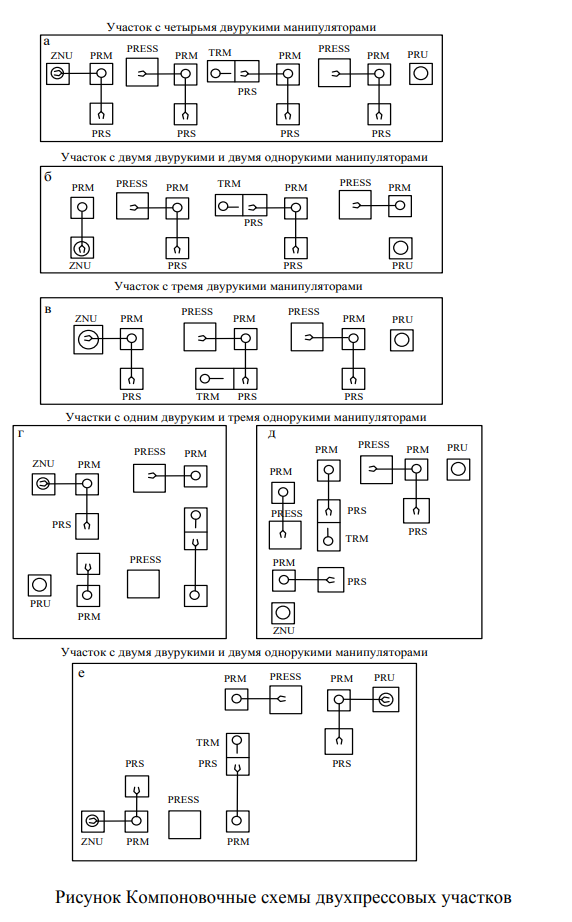 Участок с четырьмя двурукими манипуляторами
а
ZNU PRM PRESS PRM TRM PRM PRESS PRM PRU
PRS
PRS PRS PRS PRS
Участок с двумя двурукими и двумя однорукими манипуляторами
б
PRM PRESS PRM TRM PRM PRESS PRM
PRS
ZNU PRS PRS PRU
Участок с тремя двурукими манипуляторами
в
ZNU PRM PRESS PRM PRESS PRM PRU
PRS TRM PRS PRS
Участки с одним двуруким и тремя однорукими манипуляторами
г
PRESS PRM
ZNU PRM
PRS
PRESS
PRU PRM
д
PRM PRESS PRM PRU
PRM
PRESS PRS
PRS
TRM
PRM
PRS
ZNU
Участок с двумя двурукими и двумя однорукими манипуляторами
е
PRM PRESS PRM PRU
TRM
PRS PRS PRS
PRESS
ZNU PRM PRM
Рисунок Компоновочные схемы двухпрессовых участков